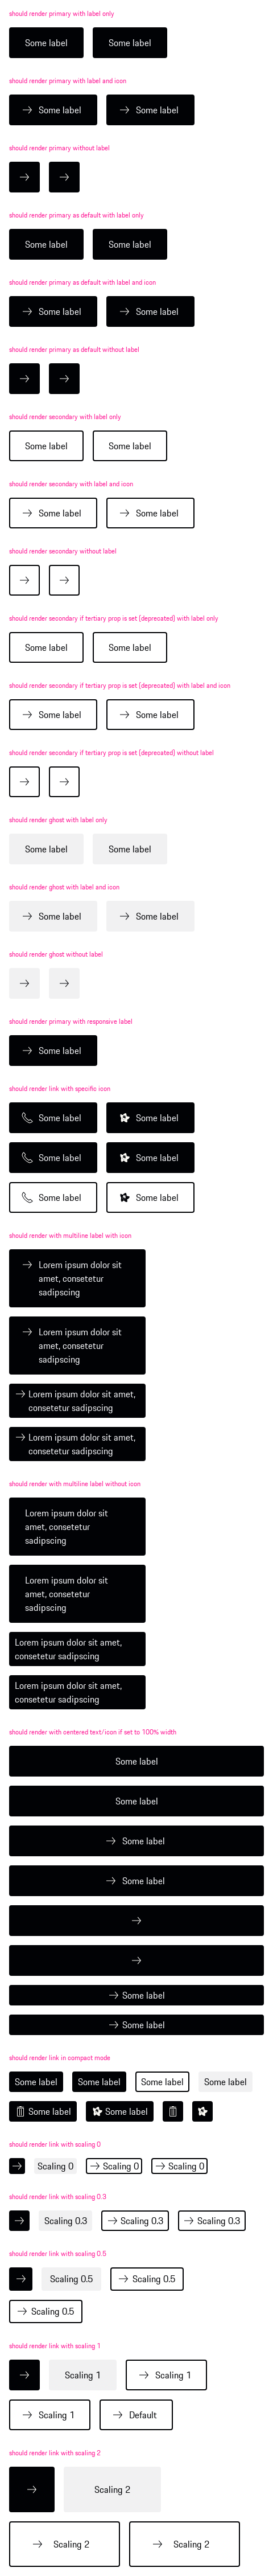 should render primary with label only
Some label Some label
should render primary with label and icon
Some label Some label
should render primary without label
should render primary as default with label only
Some label Some label
should render primary as default with label and icon
Some label Some label
should render primary as default without label
should render secondary with label only
Some label Some label
should render secondary with label and icon
Some label Some label
should render secondary without label
should render secondary if tertiary prop is set (deprecated) with label only
Some label Some label
should render secondary if tertiary prop is set (deprecated) with label and icon
Some label Some label
should render secondary if tertiary prop is set (deprecated) without label
should render ghost with label only
Some label Some label
should render ghost with label and icon
Some label Some label
should render ghost without label
should render primary with responsive label
Some label
should render link with specific icon
Some label Some label
Some label Some label
Some label Some label
should render with multiline label with icon
Lorem ipsum dolor sit
amet, consetetur
sadipscing
Lorem ipsum dolor sit
amet, consetetur
sadipscing
Lorem ipsum dolor sit amet,
consetetur sadipscing
Lorem ipsum dolor sit amet,
consetetur sadipscing
should render with multiline label without icon
Lorem ipsum dolor sit
amet, consetetur
sadipscing
Lorem ipsum dolor sit
amet, consetetur
sadipscing
Lorem ipsum dolor sit amet,
consetetur sadipscing
Lorem ipsum dolor sit amet,
consetetur sadipscing
should render with centered text/icon if set to 100% width
Some label
Some label
Some label
Some label
Some label
Some label
should render link in compact mode
Some label Some label Some label Some label
Some label Some label
should render link with scaling 0
Scaling 0 Scaling 0 Scaling 0
should render link with scaling 0.3
Scaling 0.3 Scaling 0.3 Scaling 0.3
should render link with scaling 0.5
Scaling 0.5 Scaling 0.5
Scaling 0.5
should render link with scaling 1
Scaling 1 Scaling 1
Scaling 1 Default
should render link with scaling 2
Scaling 2
Scaling 2 Scaling 2